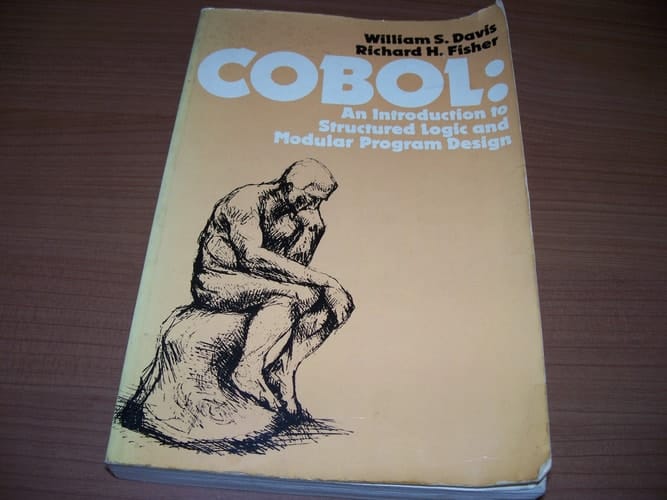 William S. Davis
Richard H. Fisher
COBOL:
An Introduction to
Structured Logic and
Modular Program Design